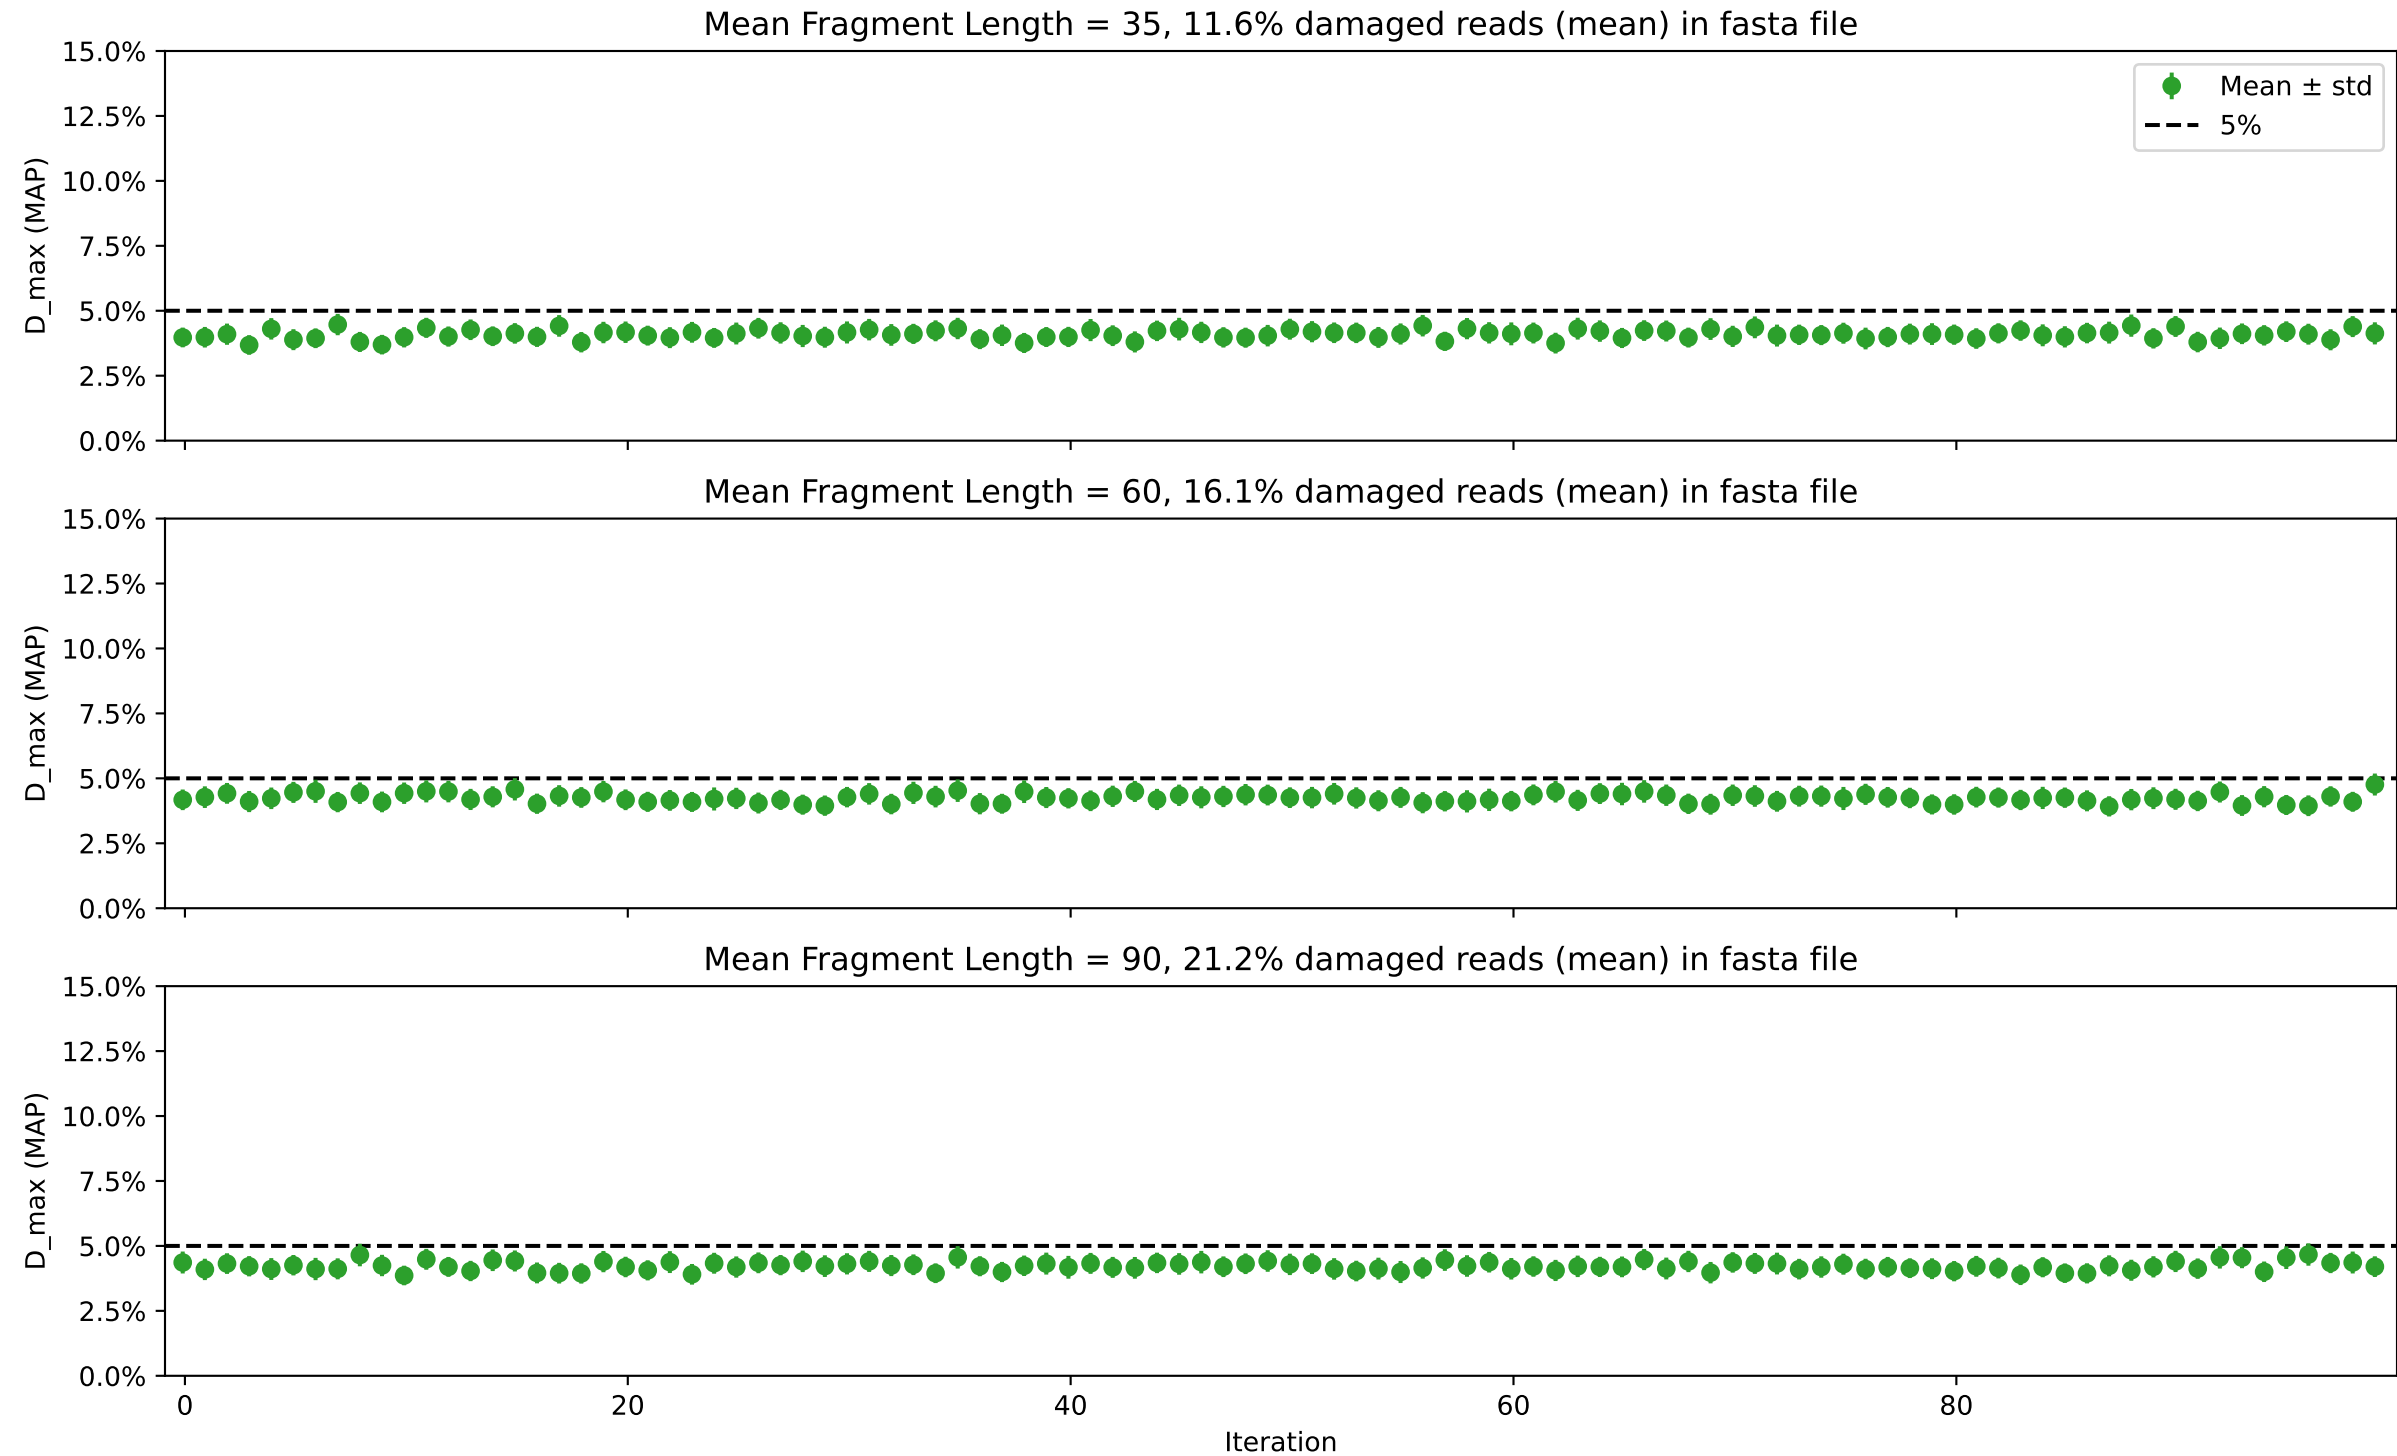 Mean Fragment Length = 35, 11.6% damaged reads (mean) in fasta file
15.0%
12.5%
10.0%
7.5%
5.0%
2.5%
0.0%
D_max (MAP)
Mean ± std
5%
Mean Fragment Length = 60, 16.1% damaged reads (mean) in fasta file
15.0%
12.5%
10.0%
7.5%
5.0%
2.5%
0.0%
D_max (MAP)
Mean Fragment Length = 90, 21.2% damaged reads (mean) in fasta file
15.0%
12.5%
10.0%
7.5%
5.0%
2.5%
0.0%
D_max (MAP)
0 20 40 60 80
Iteration